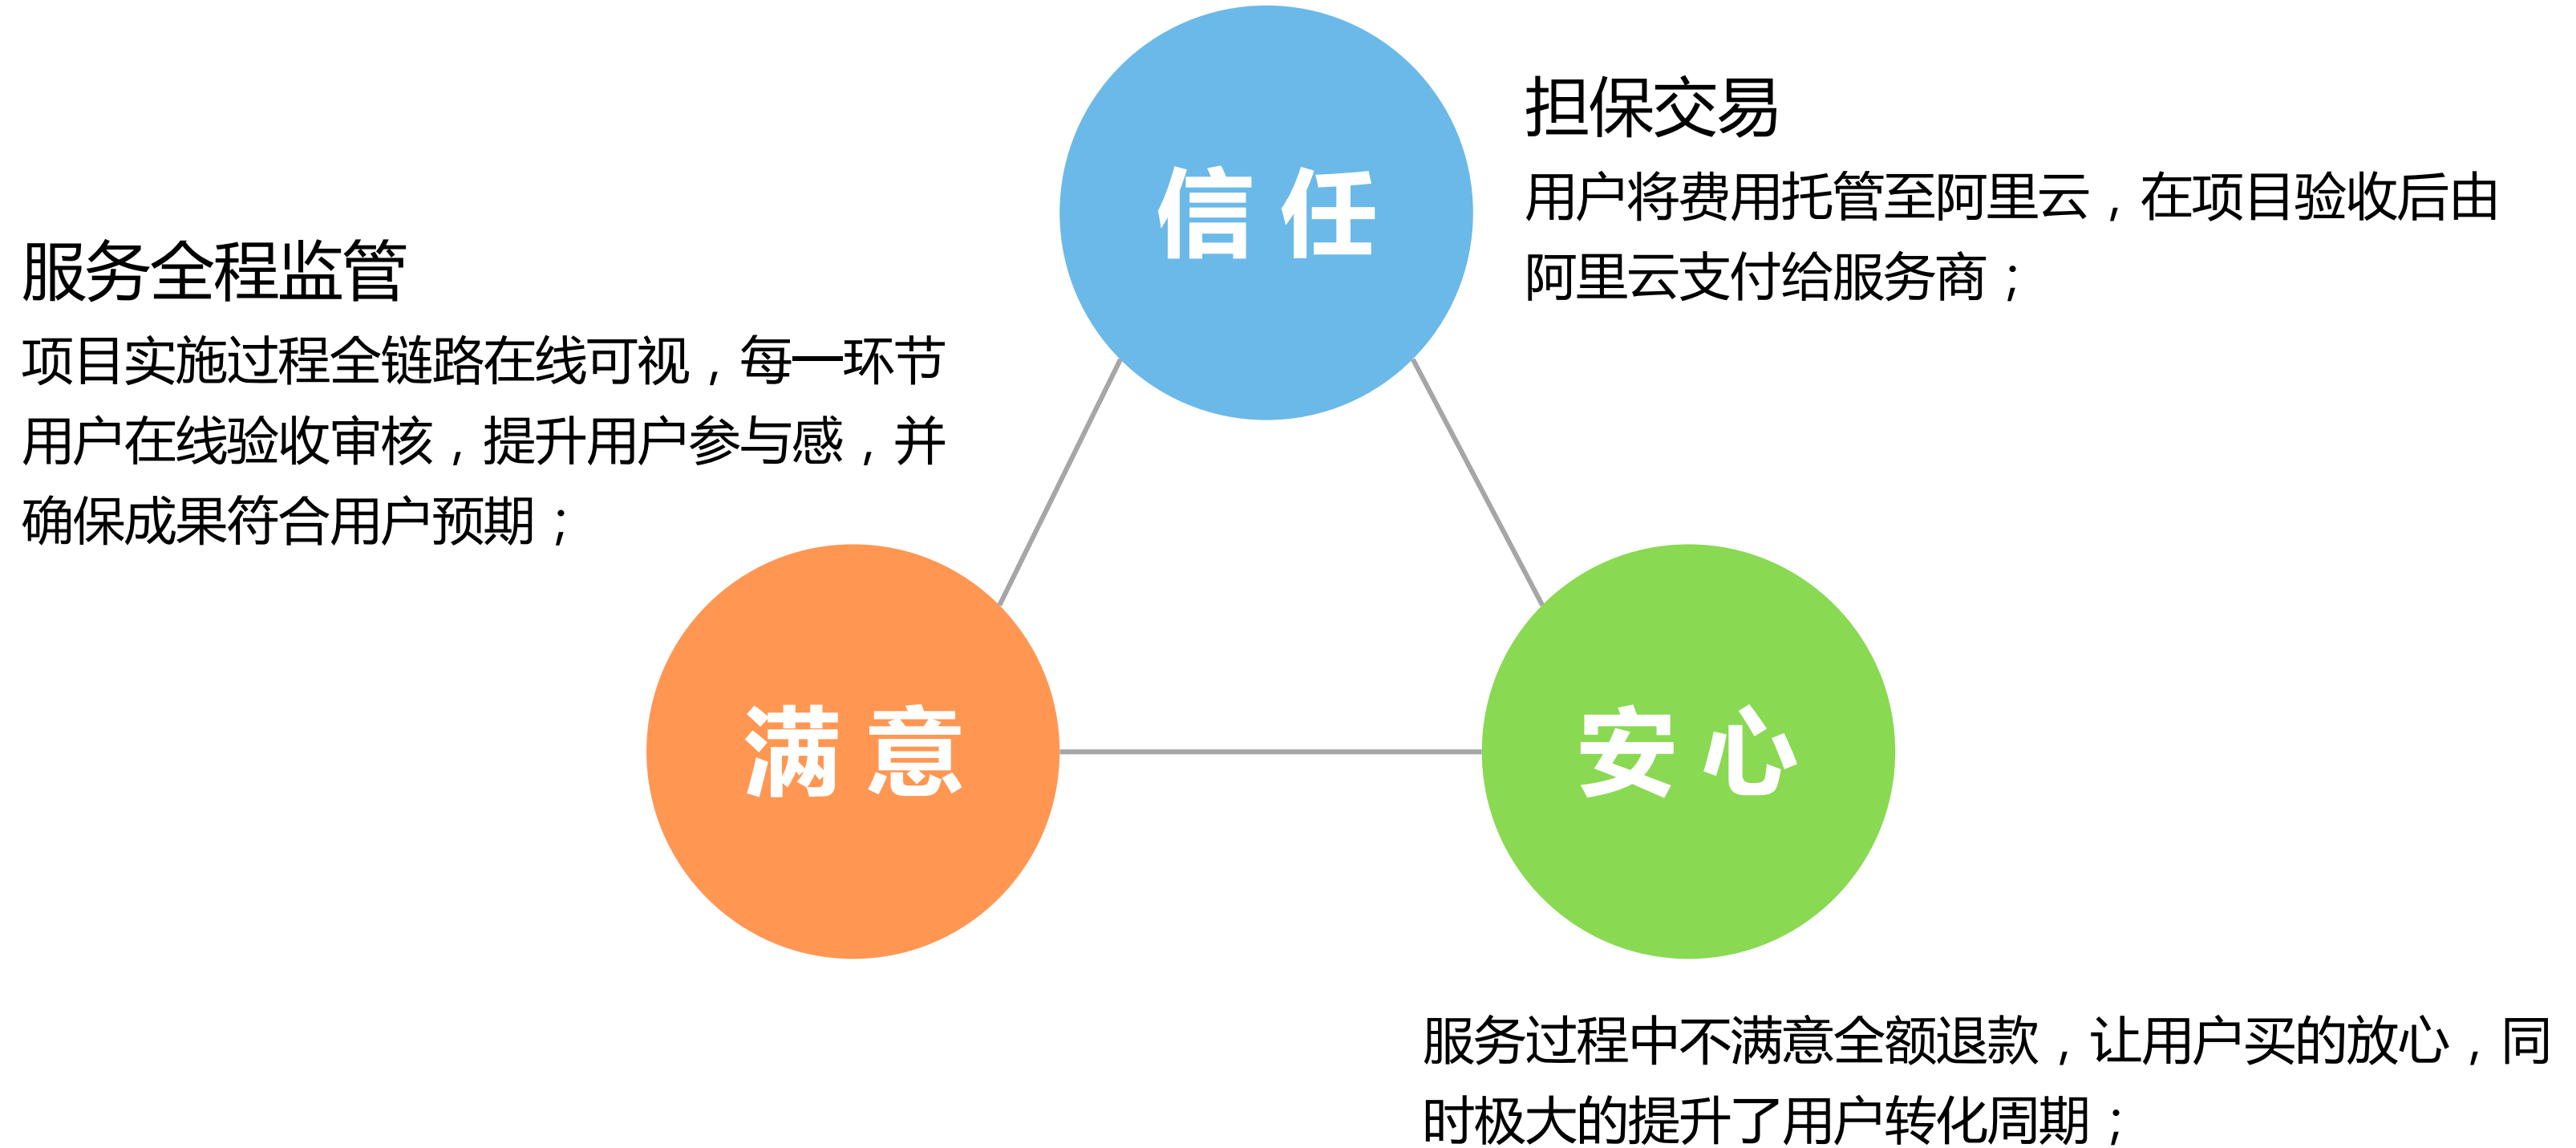 信任
担保交易
用户将费用托管至阿里云，在项目验收后由
阿里云支付给服务商；
服务全程监管
项目实施过程全链路在线可视，每一环节
用户在线验收审核，提升用户参与感，并
确保成果符合用户预期；
满意
安心
服务过程中不满意全额退款，让用户买的放心，同
时极大的提升了用户转化周期；